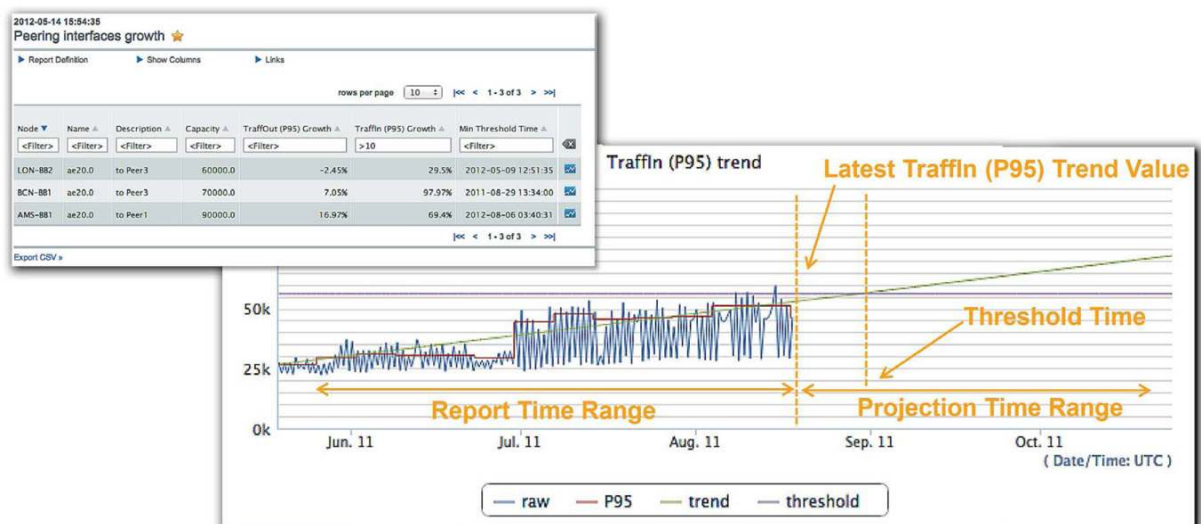 2012-05-14 15:54:35
Peering interfaces growth
Report Definition Show Columns Links
rows per page 10 |<< < 1 - 3 of 3 > >>|
Node Name Description Capacity TraffOut (P95) Growth TraffIn (P95) Growth Min Threshold Time
<Filter> <Filter> <Filter> <Filter> <Filter> >10 <Filter>
LON-BB2 ae20.0 to Peer3 60000.0 -2.45% 29.5% 2012-05-09 12:51:35
BCN-BB1 ae20.0 to Peer3 70000.0 7.05% 97.97% 2011-08-29 13:34:00
AMS-BB1 ae20.0 to Peer1 90000.0 16.97% 69.4% 2012-08-06 03:40:31
|<< < 1 - 3 of 3 > >>|
Export CSV »
TraffIn (P95) trend
Latest TraffIn (P95) Trend Value
50k
Threshold Time
25k
Report Time Range
Projection Time Range
0k
Jun. 11 Jul. 11 Aug. 11 Sep. 11 Oct. 11
( Date/Time: UTC )
raw P95 trend threshold